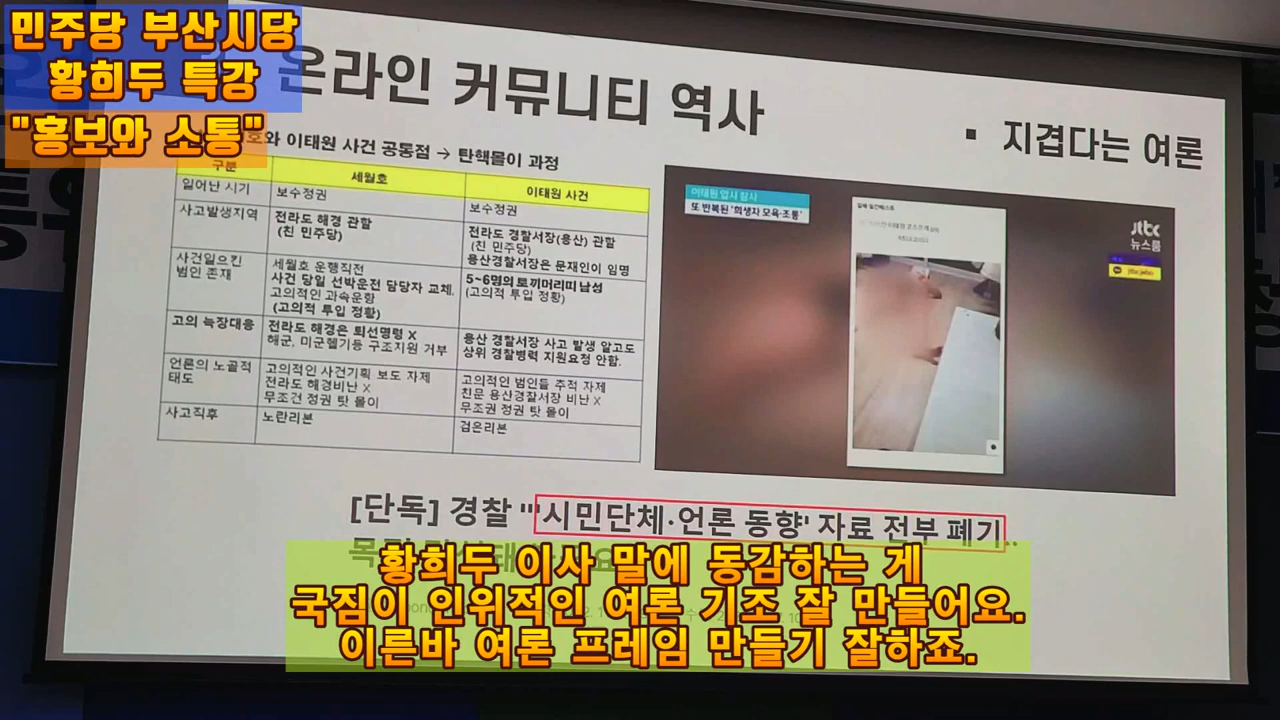 민주당 부산시당
황희두 특강
"홍보와 소통"
온라인 커뮤니티 역사
▪ 지겹다는 여론
이태원 사건 공통점 → 탄핵몰이 과정
구분 세월호 이태원 사건
일어난 시기 보수정권 보수정권
사고발생지역 전라도 해경 관할
(친 민주당)
전라도 경찰서장(용산) 관할
(친 민주당)
용산경찰서장은 문재인이 임명
사건일으킨
범인 존재
세월호 운행직전
사건 당일 선박운전 담당자 교체.
고의적인 과속운항
(고의적 투입 정황)
5~6명의 토끼머리띠 남성
(고의적 투입 정황)
고의 늑장대응
전라도 해경은 퇴선명령 X
해군, 미군헬기등 구조지원 거부
용산 경찰서장 사고 발생 알고도
상위 경찰병력 지원요청 안함.
언론의 노골적
태도
고의적인 사건기획 보도 자제
전라도 해경비난 X
무조건 정권 탓 몰이
고의적인 범인들 추적 자제
친문 용산경찰서장 비난 X
무조권 정권 탓 몰이
사고직후 노란리본 검은리본
이태원 압사 참사
또 반복된 '희생자 모욕·조롱'
jtbc
뉴스룸
[단독] 경찰 "'시민단체·언론 동향' 자료 전부 폐기..
황희두 이사 말에 동감하는 게
국짐이 인위적인 여론 기조 잘 만들어요.
이른바 여론 프레임 만들기 잘하죠.